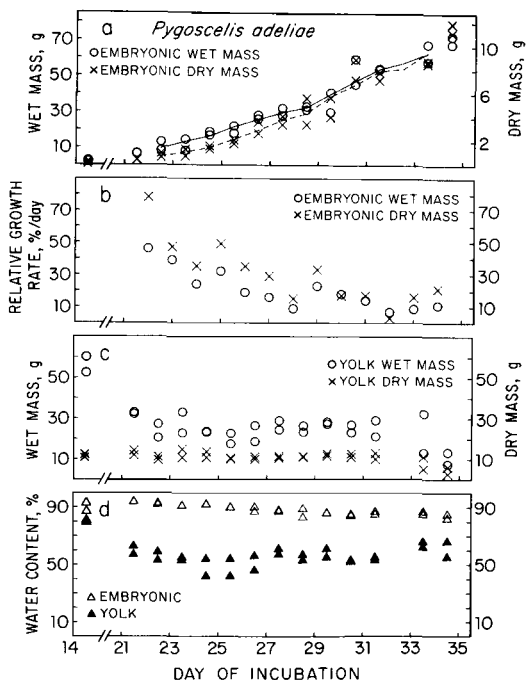 a Pygoscelis adeliae
O EMBRYONIC WET MASS
× EMBRYONIC DRY MASS
WET MASS, g
70
50
30
10
DRY MASS, g
10
6
2
b
O EMBRYONIC WET MASS
× EMBRYONIC DRY MASS
RELATIVE GROWTH
RATE, %/day
70
50
30
10
70
50
30
10
c
O YOLK WET MASS
× YOLK DRY MASS
WET MASS, g
50
30
10
DRY MASS, g
50
30
10
d
WATER CONTENT, %
90
50
10
90
50
10
△ EMBRYONIC
▲ YOLK
14 21 23 25 27 29 31 33 35
DAY OF INCUBATION